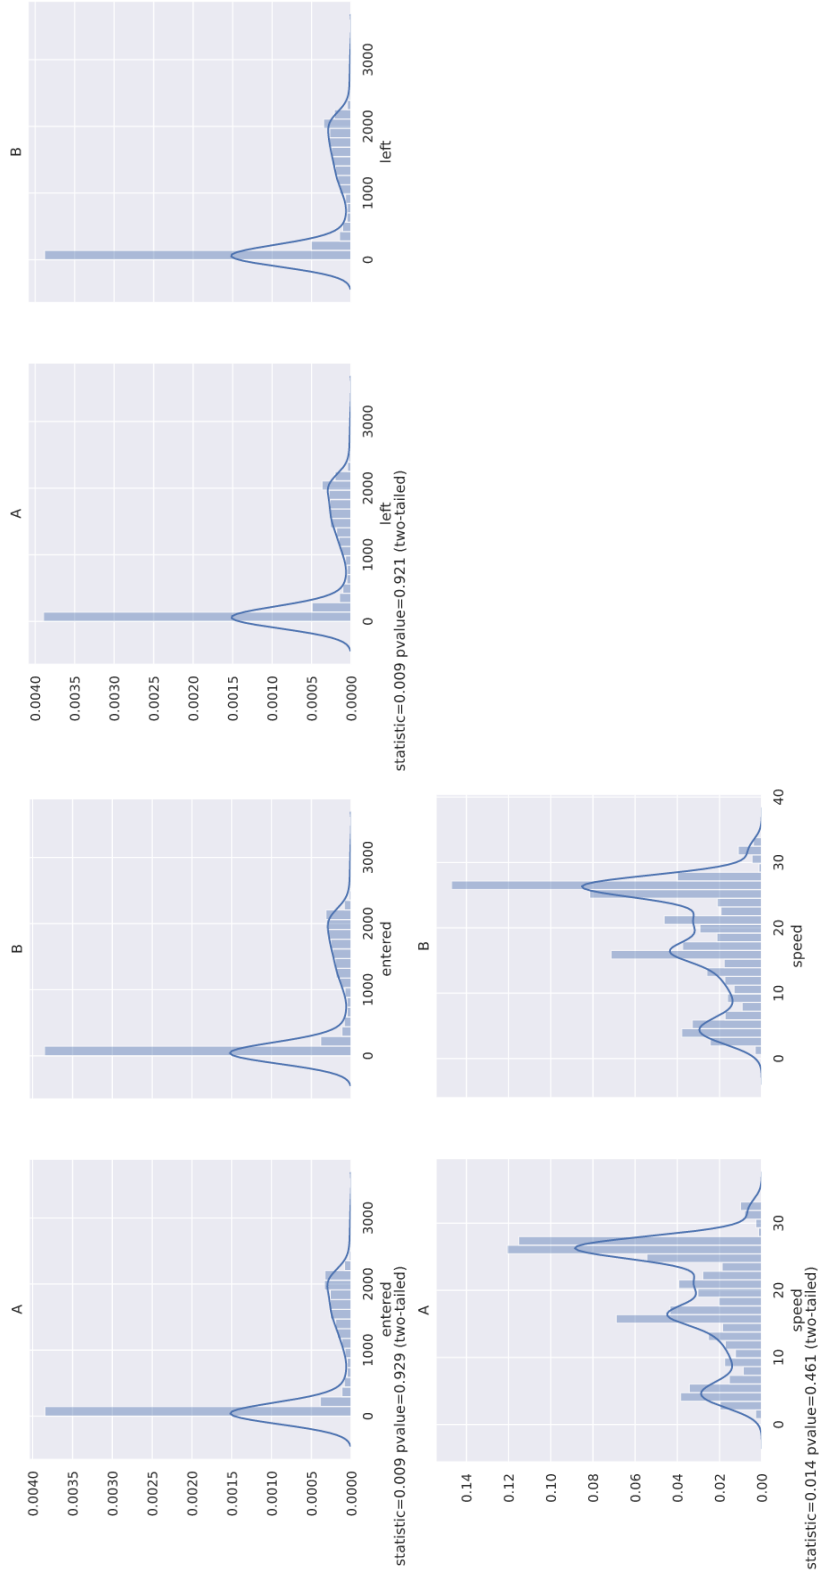 A
0.0040
0.0035
0.0030
0.0025
0.0020
0.0015
0.0010
0.0005
0.0000
0 1000 2000 3000
entered
statistic=0.009 pvalue=0.929 (two-tailed)
B
0 1000 2000 3000
entered
A
0.0040
0.0035
0.0030
0.0025
0.0020
0.0015
0.0010
0.0005
0.0000
0 1000 2000 3000
left
statistic=0.009 pvalue=0.921 (two-tailed)
B
0 1000 2000 3000
left
A
0.14
0.12
0.10
0.08
0.06
0.04
0.02
0.00
0 10 20 30
speed
statistic=0.014 pvalue=0.461 (two-tailed)
B
0 10 20 30 40
speed